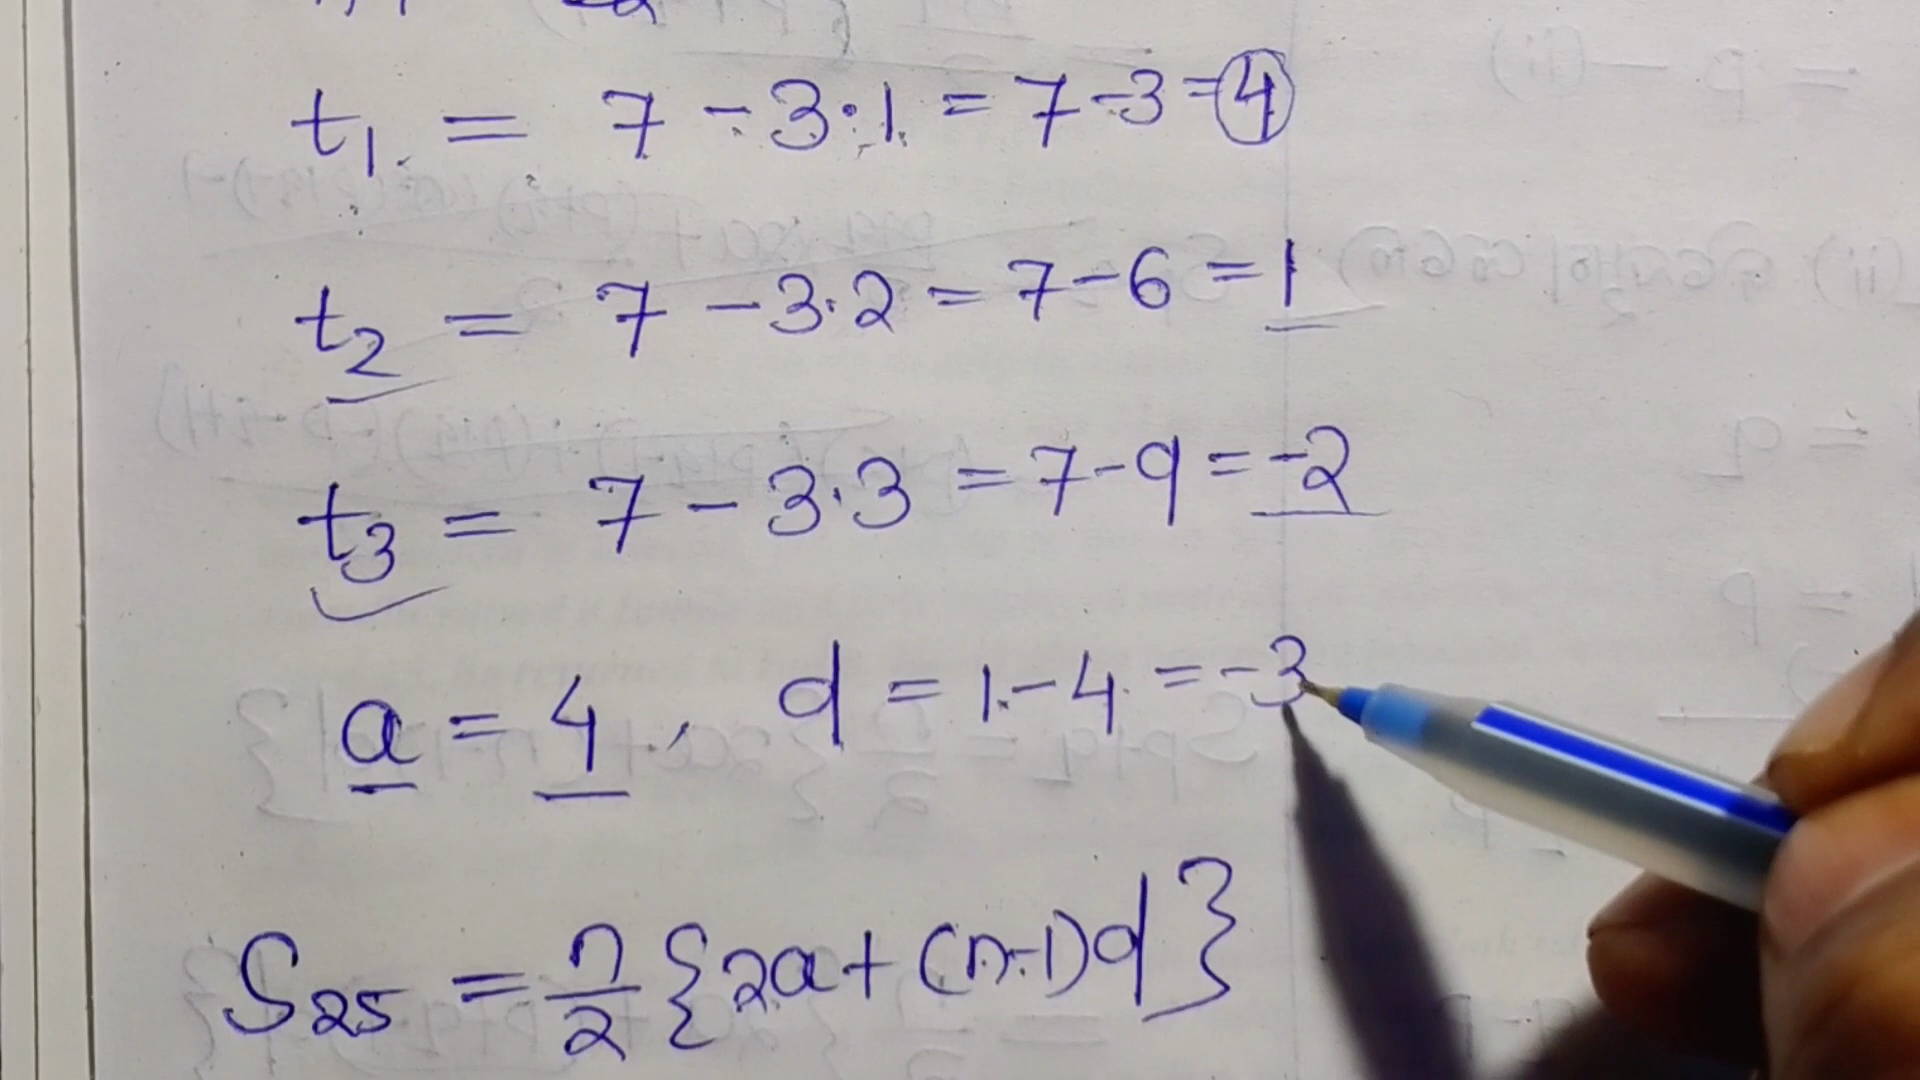 t₁ = 7 - 3·1 = 7 - 3 = 4
t₂ = 7 - 3·2 = 7 - 6 = 1
t₃ = 7 - 3·3 = 7 - 9 = -2
a = 4, d = 1 - 4 = -3
S₂₅ = n/2 {2a + (n-1)d}